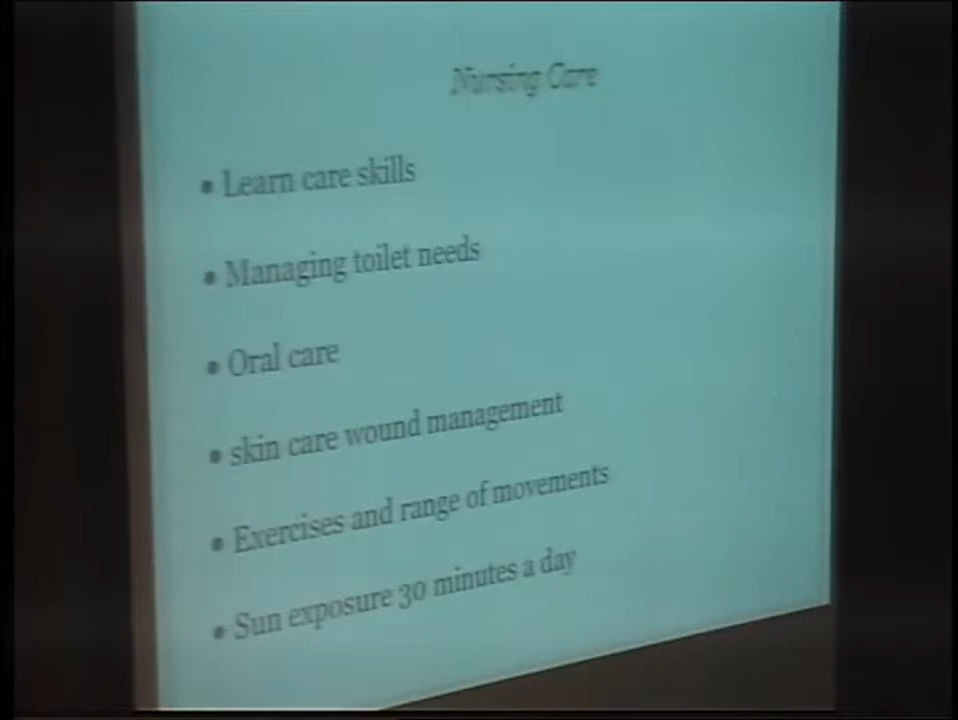 Nursing Care
• Learn care skills
• Managing toilet needs
• Oral care
• skin care wound management
• Exercises and range of movements
• Sun exposure 30 minutes a day